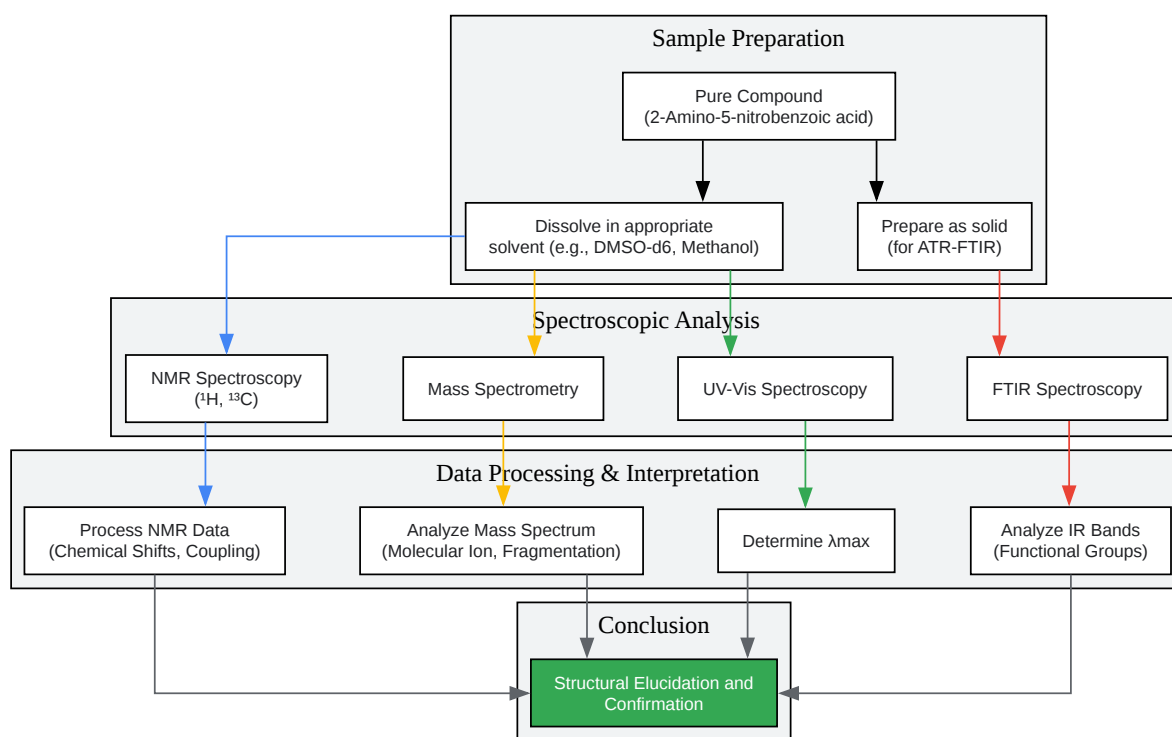 Sample Preparation
Pure Compound
(2-Amino-5-nitrobenzoic acid)
Dissolve in appropriate
solvent (e.g., DMSO-d6, Methanol)
Prepare as solid
(for ATR-FTIR)
Spectroscopic Analysis
NMR Spectroscopy
(¹H, ¹³C)
Mass Spectrometry
UV-Vis Spectroscopy
FTIR Spectroscopy
Data Processing & Interpretation
Process NMR Data
(Chemical Shifts, Coupling)
Analyze Mass Spectrum
(Molecular Ion, Fragmentation)
Determine λmax
Analyze IR Bands
(Functional Groups)
Conclusion
Structural Elucidation and
Confirmation